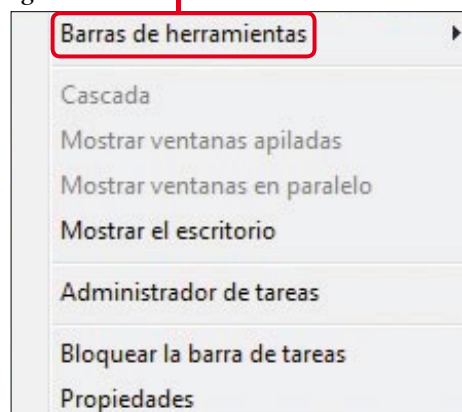 Barras de herramientas
Cascada
Mostrar ventanas apiladas
Mostrar ventanas en paralelo
Mostrar el escritorio
Administrador de tareas
Bloquear la barra de tareas
Propiedades